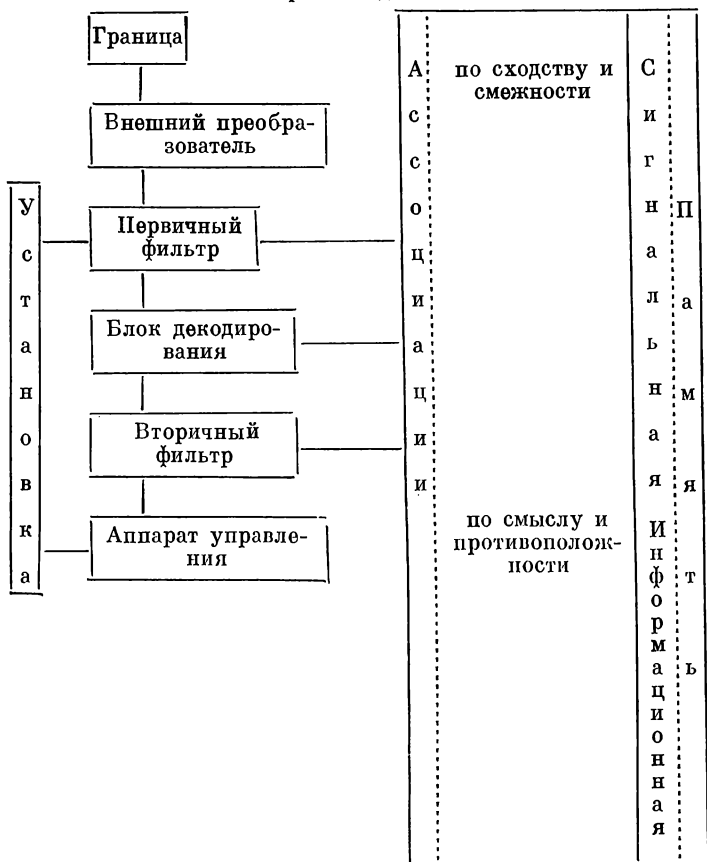 Граница
Внешний преобра-
зователь
Первичный
фильтр
Блок декодиро-
вания
Вторичный
фильтр
Аппарат управле-
ния
Установка
Ассоциации
по сходству и
смежности
по смыслу и
противополож-
ности
Сигнальная
Информационная
Память